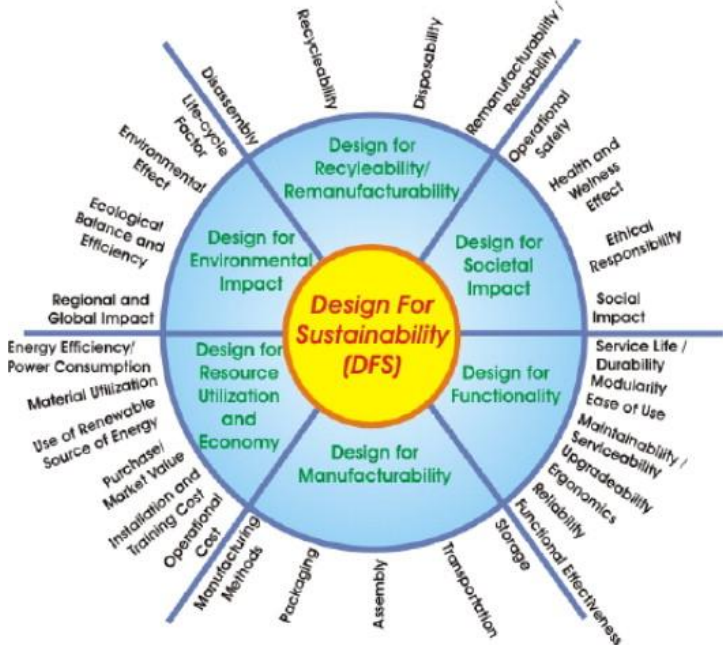 Design For
Sustainability
(DFS)
Design for
Recyleability/
Remanufacturability
Disassembly
Recycleability
Disposability
Remanufacturability /
Reusability
Design for
Societal
Impact
Operational
Safety
Health and
Welness
Effect
Ethical
Responsibility
Social
Impact
Design for
Functionality
Service Life /
Durability
Modularity
Ease of Use
Maintainability /
Serviceability
Upgradeability
Ergonomics
Reliability
Functional Effectiveness
Design for
Manufacturability
Storage
Transportation
Assembly
Packaging
Manufacturing
Methods
Design for
Resource
Utilization
and
Economy
Energy Efficiency/
Power Consumption
Material Utilization
Use of Renewable
Source of Energy
Purchase/
Market Value
Installation and
Training Cost
Operational
Cost
Design for
Environmental
Impact
Life-cycle
Factor
Environmental
Effect
Ecological
Balance and
Efficiency
Regional and
Global Impact